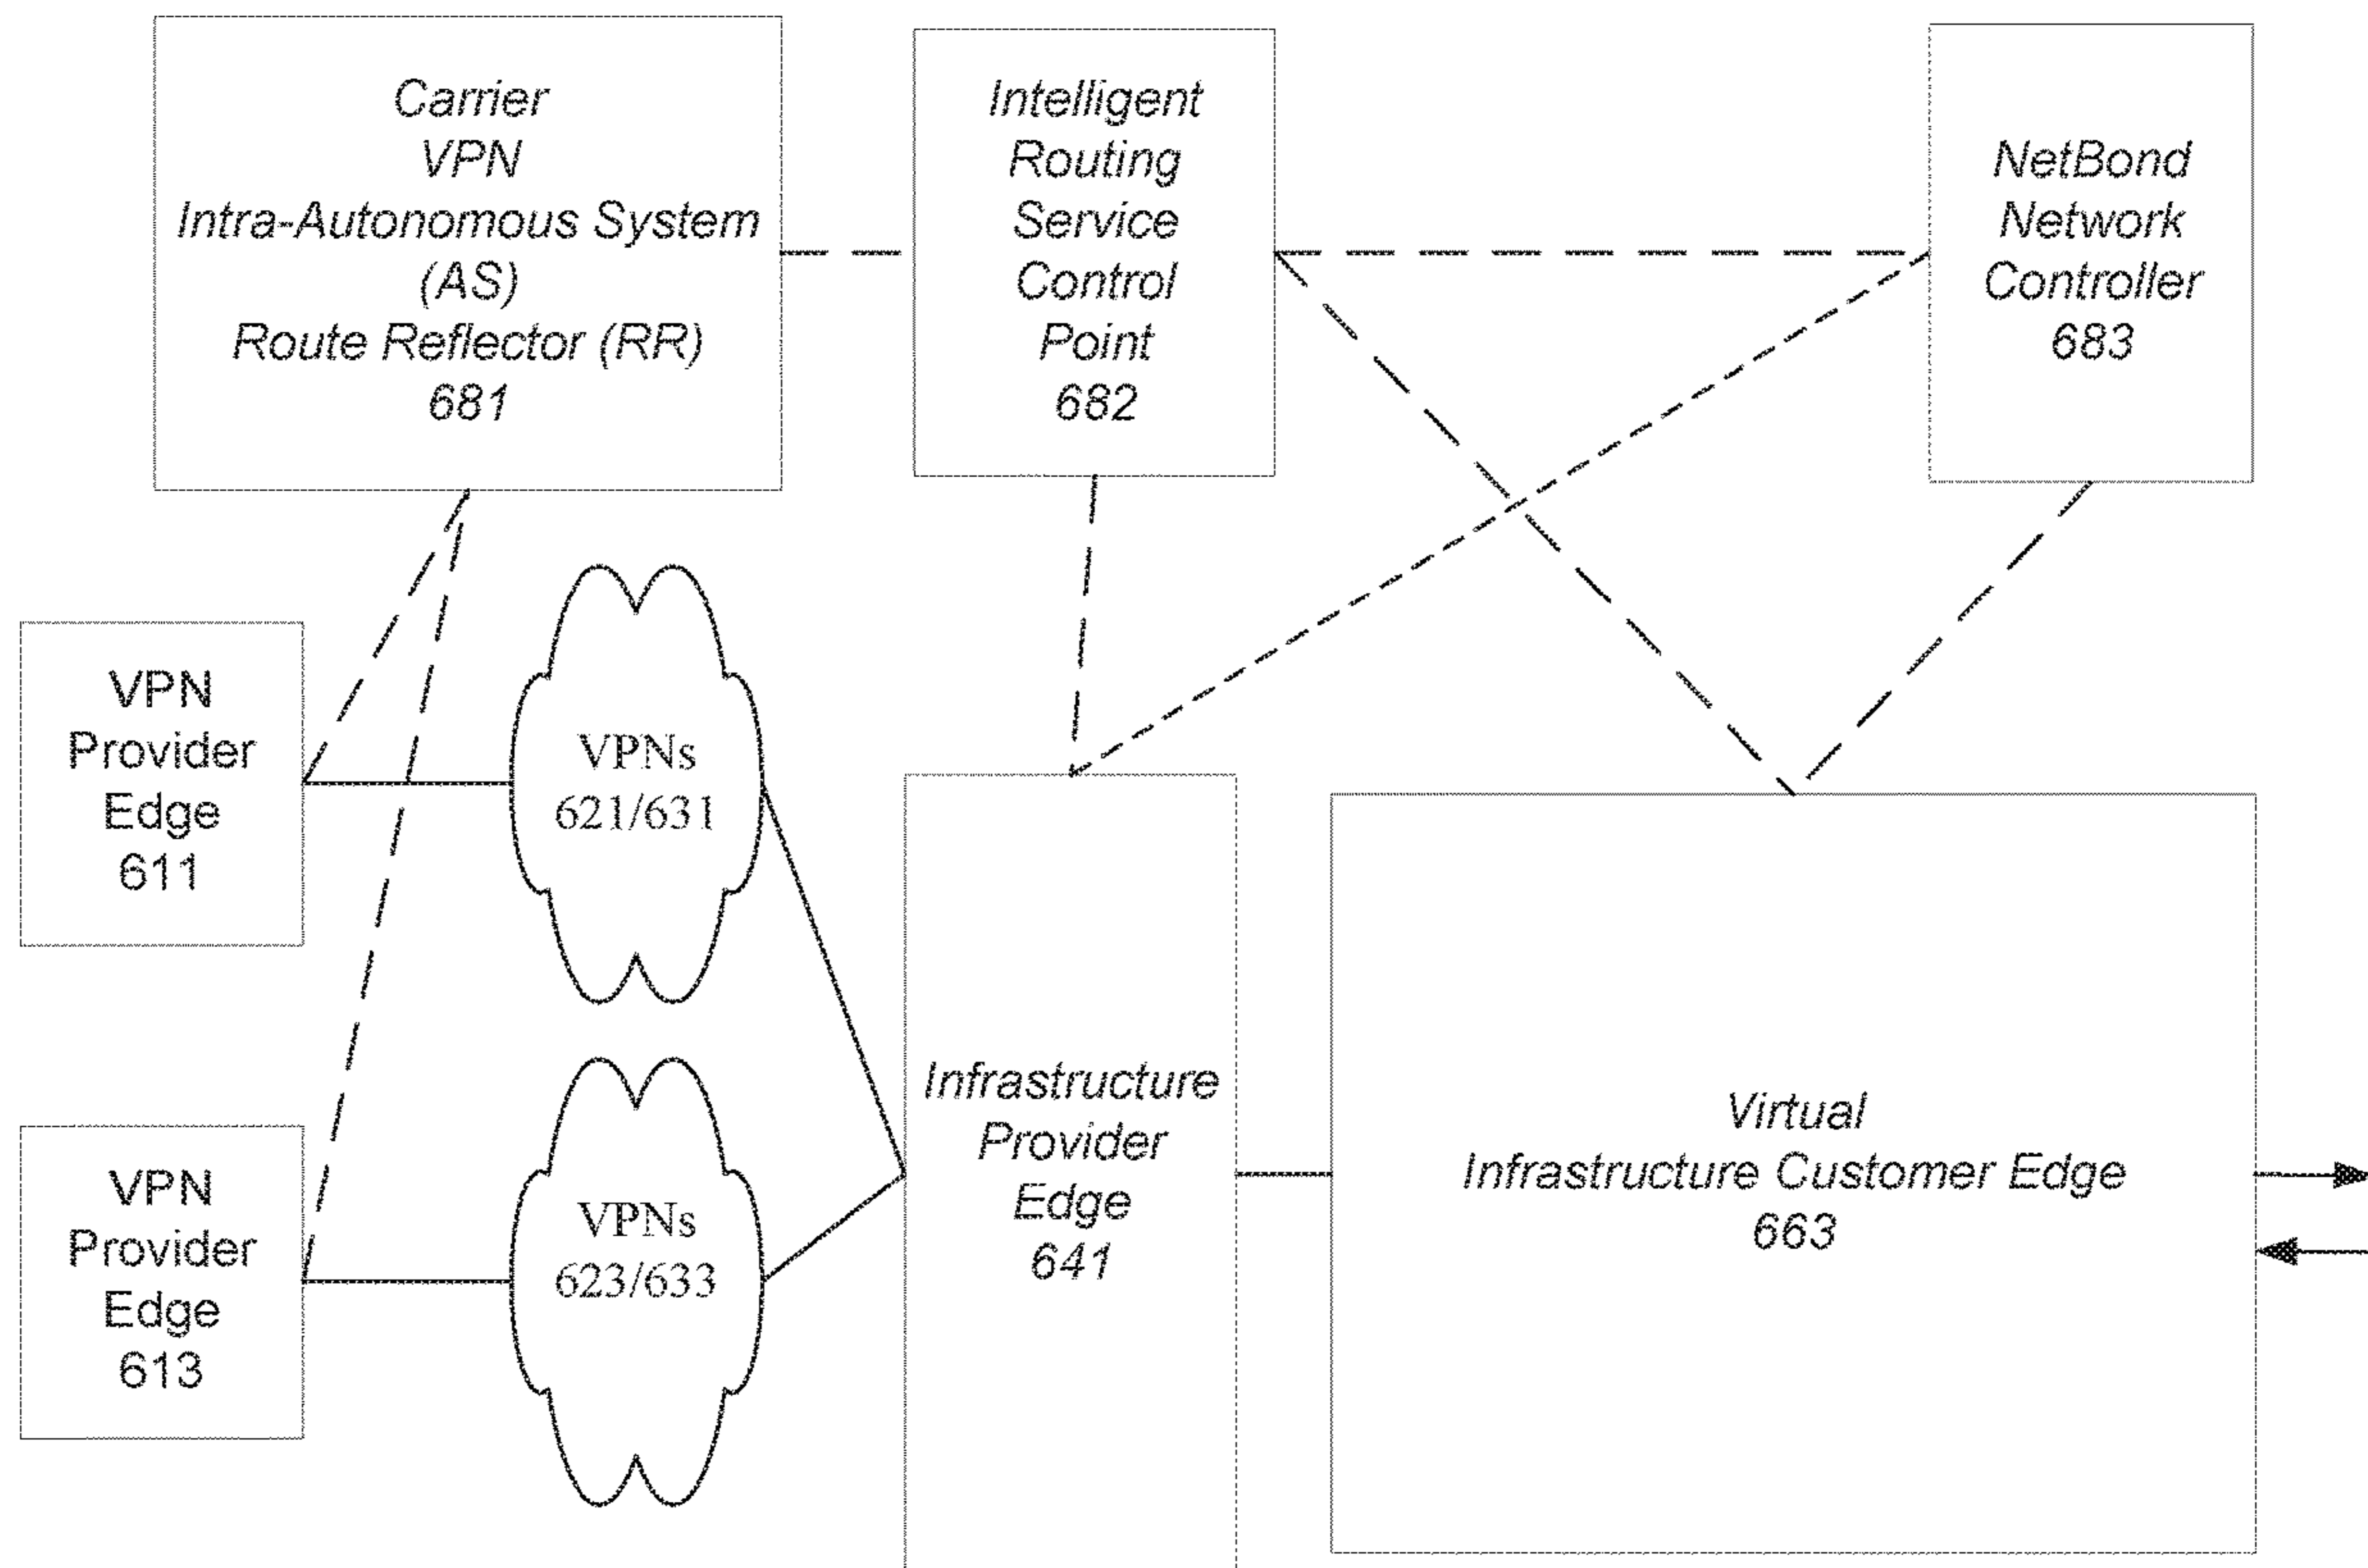 Carrier
VPN
Intra-Autonomous System
(AS)
Route Reflector (RR)
681
Intelligent
Routing
Service
Control
Point
682
NetBond
Network
Controller
683
VPN
Provider
Edge
611
VPNs
621/631
VPN
Provider
Edge
613
VPNs
623/633
Infrastructure
Provider
Edge
641
Virtual
Infrastructure Customer Edge
663